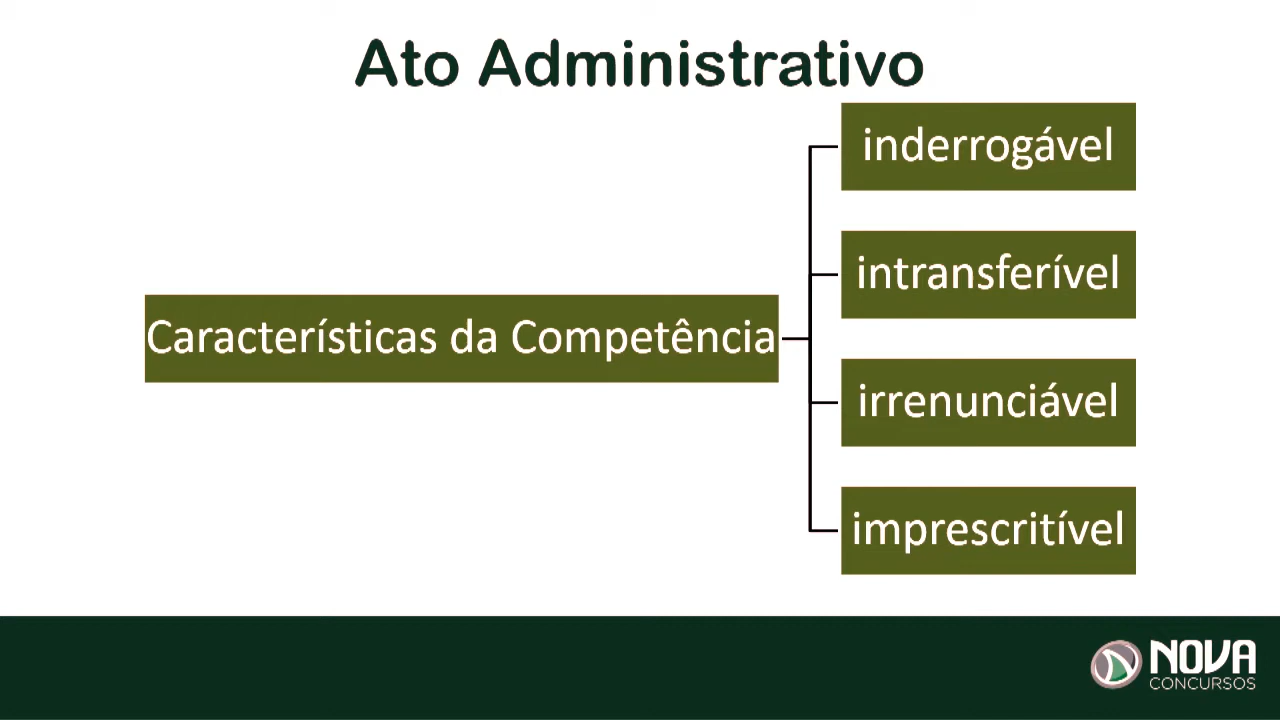 Ato Administrativo
Características da Competência
inderrogável
intransferível
irrenunciável
imprescritível
NOVA
CONCURSOS